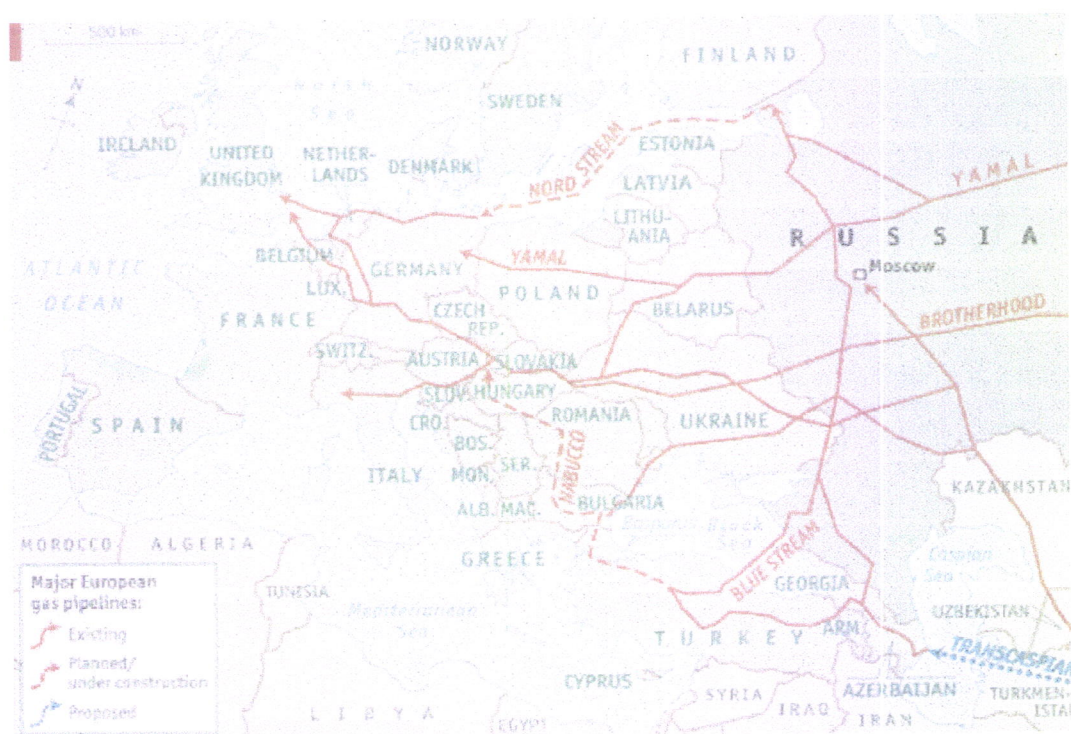 500 km
NORWAY
FINLAND
N
North
Sea
SWEDEN
IRELAND
UNITED
KINGDOM
NETHER-
LANDS
DENMARK
NORD STREAM
ESTONIA
LATVIA
LITHU-
ANIA
YAMAL
RUSSIA
Moscow
BELGIUM
GERMANY
YAMAL
ATLANTIC
OCEAN
LUX.
POLAND
BELARUS
FRANCE
CZECH
REP.
BROTHERHOOD
SWITZ.
AUSTRIA
SLOVAKIA
SLOV.
HUNGARY
PORTUGAL
SPAIN
CRO.
ROMANIA
UKRAINE
BOS.
ITALY
MON.
SER.
NABUCCO
KAZAKHSTAN
ALB.
MAC.
BULGARIA
Black
Sea
MOROCCO
ALGERIA
GREECE
BLUE STREAM
Caspian
Sea
GEORGIA
TUNISIA
Mediterranean
Sea
UZBEKISTAN
TURKEY
ARM.
TRANSCASPIAN
CYPRUS
SYRIA
IRAQ
AZERBAIJAN
IRAN
TURKMEN-
ISTAN
LIBYA
EGYPT
Major European
gas pipelines:
Existing
Planned/
under construction
Proposed